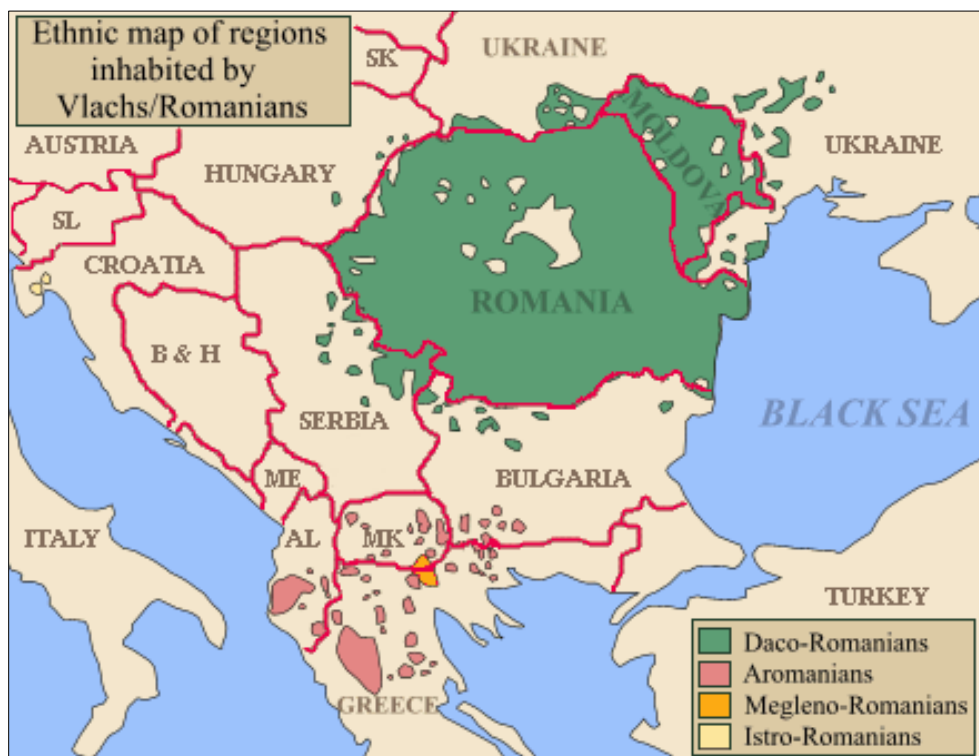 Ethnic map of regions
inhabited by
Vlachs/Romanians
SK
UKRAINE
AUSTRIA
HUNGARY
MOLDOVA
UKRAINE
SL
CROATIA
ROMANIA
B & H
SERBIA
BLACK SEA
ME
BULGARIA
ITALY
AL
MK
TURKEY
GREECE
Daco-Romanians
Aromanians
Megleno-Romanians
Istro-Romanians